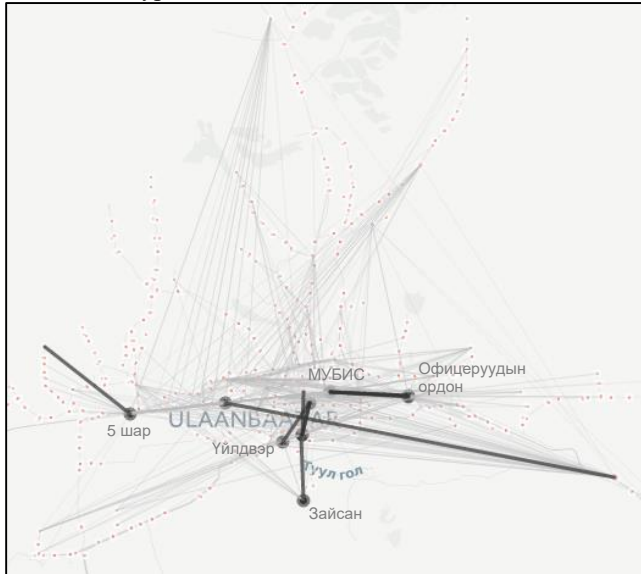 МУБИС
Офицеруудын
ордон
ULAANBAATAR
5 шар
Үйлдвэр
Туул гол
Зайсан